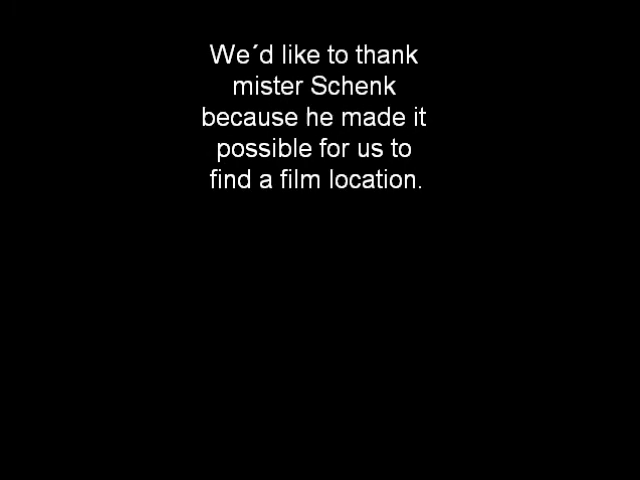 We´d like to thank
mister Schenk
because he made it
possible for us to
find a film location.